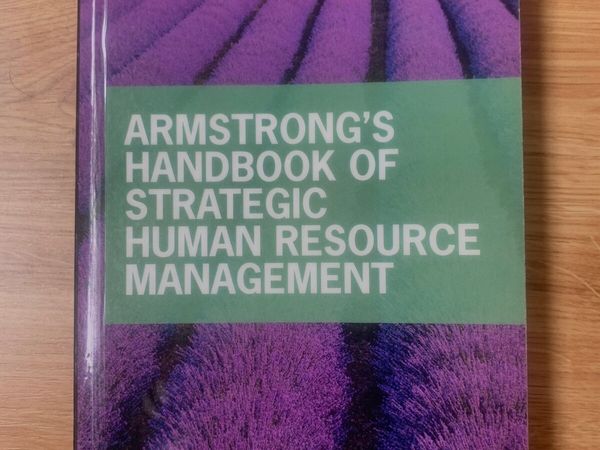 ARMSTRONG'S
HANDBOOK OF
STRATEGIC
HUMAN RESOURCE
MANAGEMENT